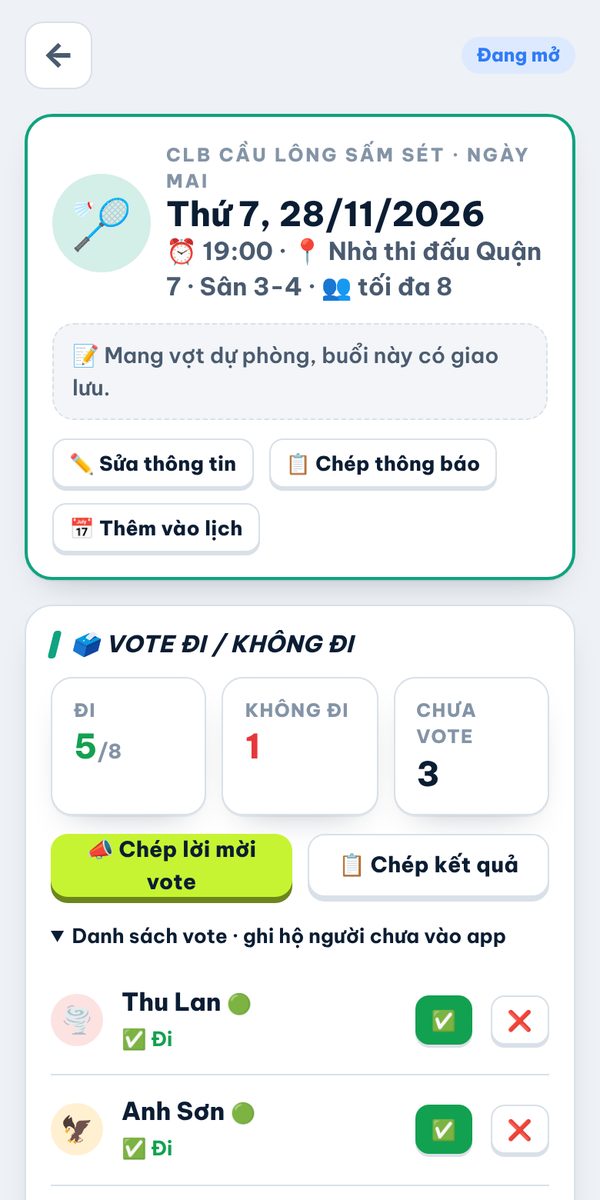 Đang mở
CLB CẦU LÔNG SẤM SÉT · NGÀY
MAI
Thứ 7, 28/11/2026
⏰ 19:00 · 📍 Nhà thi đấu Quận
7 · Sân 3-4 · 👥 tối đa 8
📝 Mang vợt dự phòng, buổi này có giao
lưu.
✏️ Sửa thông tin
📋 Chép thông báo
📅 Thêm vào lịch
🗳️ VOTE ĐI / KHÔNG ĐI
ĐI
5/8
KHÔNG ĐI
1
CHƯA
VOTE
3
📣 Chép lời mời
vote
📋 Chép kết quả
▼ Danh sách vote · ghi hộ người chưa vào app
Thu Lan 🟢
✅ Đi
Anh Sơn 🟢
✅ Đi